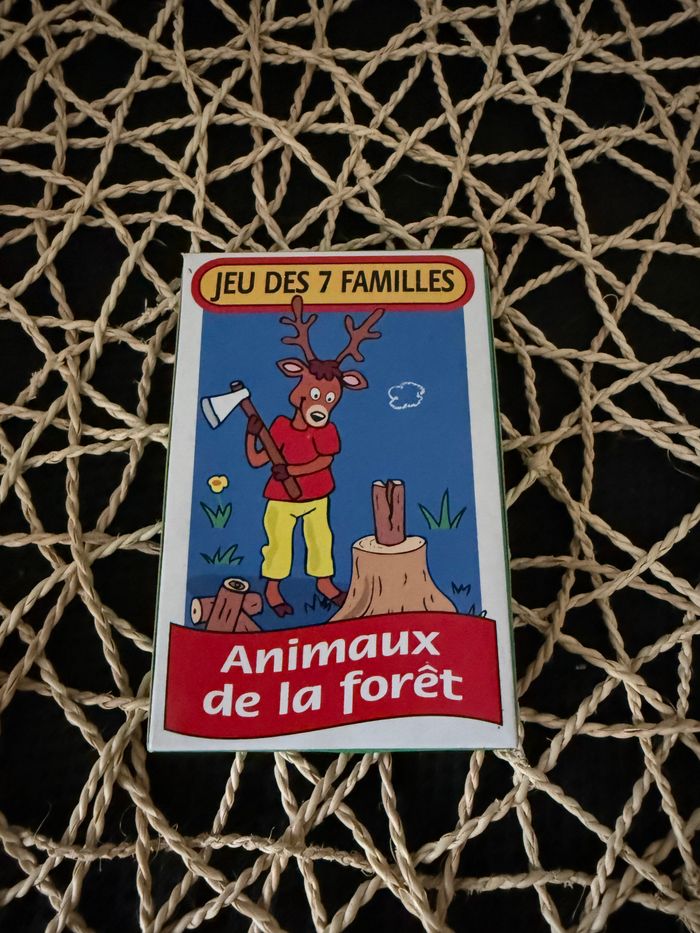 JEU DES 7 FAMILLES
Animaux
de la forêt